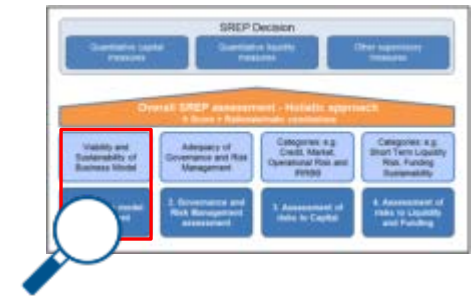 SREP Decision
Quantitative capital
measures
Quantitative liquidity
measures
Other supervisory
measures
Overall SREP assessment - Holistic approach
Viability and
Sustainability of
Business Model
Adequacy of
Governance and Risk
Management
Categories: e.g.
Credit, Market,
Operational Risk and
IRRBB
Categories: e.g.
Short Term Liquidity
Risk, Funding
Sustainability
model
2. Governance and
Risk Management
assessment
3. Assessment of
risks to Capital
4. Assessment of
risks to Liquidity
and Funding